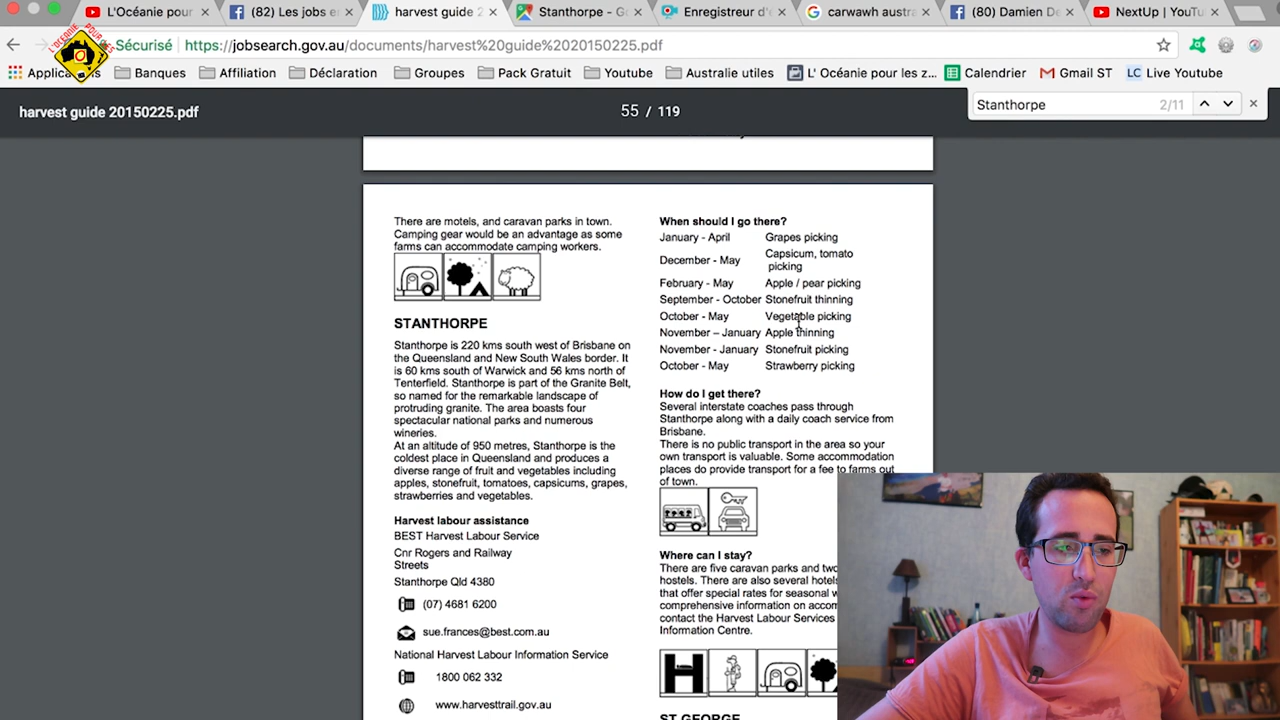 L'Océanie pour
(82) Les jobs e
harvest guide 2
Stanthorpe - G
Enregistreur d'
carwawh austra
(80) Damien De
NextUp | YouTu
L'OCÉANIE POUR LES
Sécurisé
https://jobsearch.gov.au/documents/harvest%20guide%2020150225.pdf
Applica
ns
Banques
Affiliation
Déclaration
Groupes
Pack Gratuit
Youtube
Australie utiles
L' Océanie pour les z...
Calendrier
Gmail ST
LC Live Youtube
harvest guide 20150225.pdf
55 / 119
Stanthorpe
2/11
There are motels, and caravan parks in town.
Camping gear would be an advantage as some
farms can accommodate camping workers.
STANTHORPE
Stanthorpe is 220 kms south west of Brisbane on
the Queensland and New South Wales border. It
is 60 kms south of Warwick and 56 kms north of
Tenterfield. Stanthorpe is part of the Granite Belt,
so named for the remarkable landscape of
protruding granite. The area boasts four
spectacular national parks and numerous
wineries.
At an altitude of 950 metres, Stanthorpe is the
coldest place in Queensland and produces a
diverse range of fruit and vegetables including
apples, stonefruit, tomatoes, capsicums, grapes,
strawberries and vegetables.
Harvest labour assistance
BEST Harvest Labour Service
Cnr Rogers and Railway
Streets
Stanthorpe Qld 4380
(07) 4681 6200
sue.frances@best.com.au
National Harvest Labour Information Service
1800 062 332
www.harvesttrail.gov.au
When should I go there?
January - April Grapes picking
December - May Capsicum, tomato
picking
February - May Apple / pear picking
September - October Stonefruit thinning
October - May Vegetable picking
November – January Apple thinning
November - January Stonefruit picking
October - May Strawberry picking
How do I get there?
Several interstate coaches pass through
Stanthorpe along with a daily coach service from
Brisbane.
There is no public transport in the area so your
own transport is valuable. Some accommodation
places do provide transport for a fee to farms out
of town.
Where can I stay?
There are five caravan parks and two
hostels. There are also several hotels
that offer special rates for seasonal w
comprehensive information on accom
contact the Harvest Labour Services
Information Centre.
H
ST GEORGE